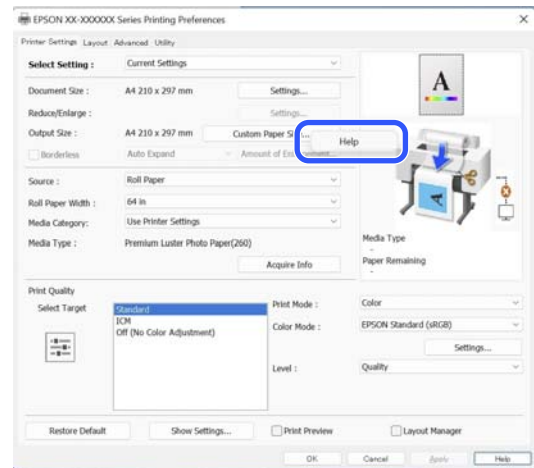 EPSON XX-XXXXXX Series Printing Preferences
Printer Settings Layout Advanced Utility
Select Setting : Current Settings
Document Size : A4 210 x 297 mm Settings...
Reduce/Enlarge : Settings...
Output Size : A4 210 x 297 mm Custom Paper
Help
Borderless Auto Expand Amount of
Source : Roll Paper
Roll Paper Width : 64 in
Media Category: Use Printer Settings
Media Type : Premium Luster Photo Paper(260)
Acquire Info
A
Media Type
-
Paper Remaining
-
Print Quality
Select Target
Standard
ICM
Off (No Color Adjustment)
Print Mode : Color
Color Mode : EPSON Standard (sRGB)
Settings...
Level : Quality
Restore Default Show Settings... Print Preview Layout Manager
OK Cancel Apply Help